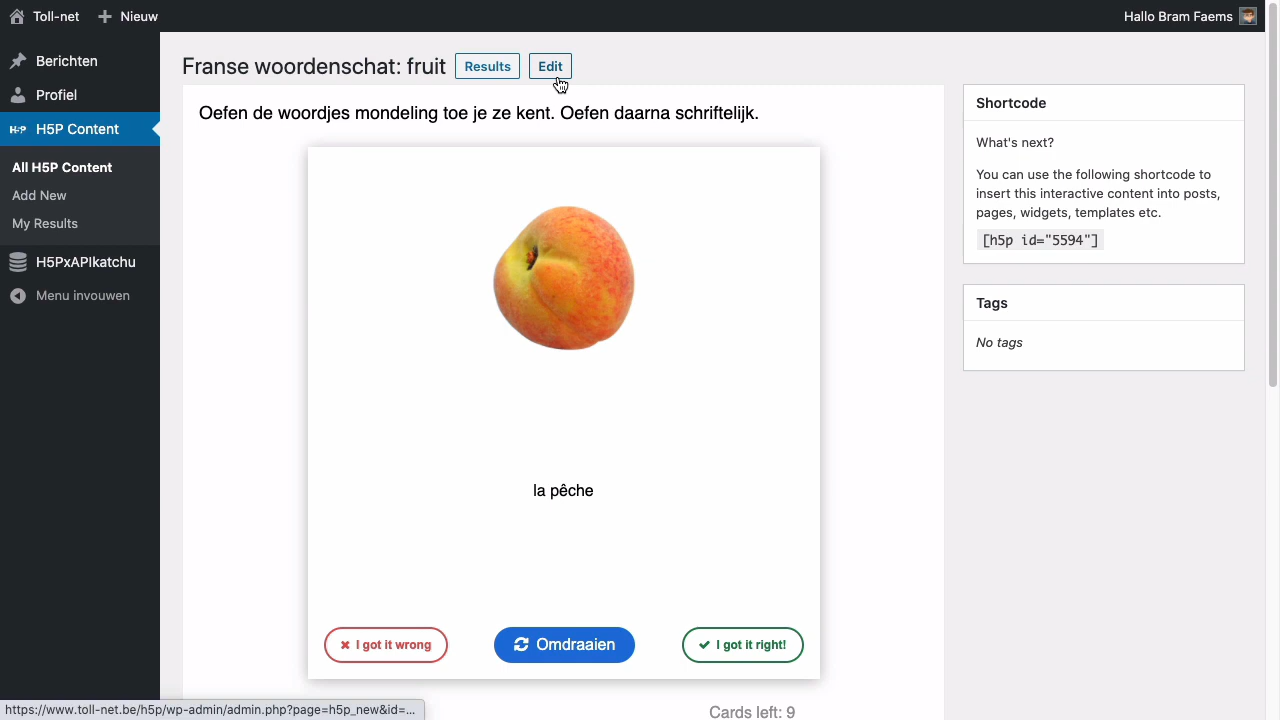 Toll-net
Nieuw
Hallo Bram Faems
Berichten
Profiel
H-P H5P Content
All H5P Content
Add New
My Results
H5PxAPIkatchu
Menu invouwen
Franse woordenschat: fruit
Results
Edit
Oefen de woordjes mondeling toe je ze kent. Oefen daarna schriftelijk.
la pêche
I got it wrong
Omdraaien
I got it right!
Cards left: 9
Shortcode
What's next?
You can use the following shortcode to
insert this interactive content into posts,
pages, widgets, templates etc.
[h5p id="5594"]
Tags
No tags
https://www.toll-net.be/h5p/wp-admin/admin.php?page=h5p_new&id=...